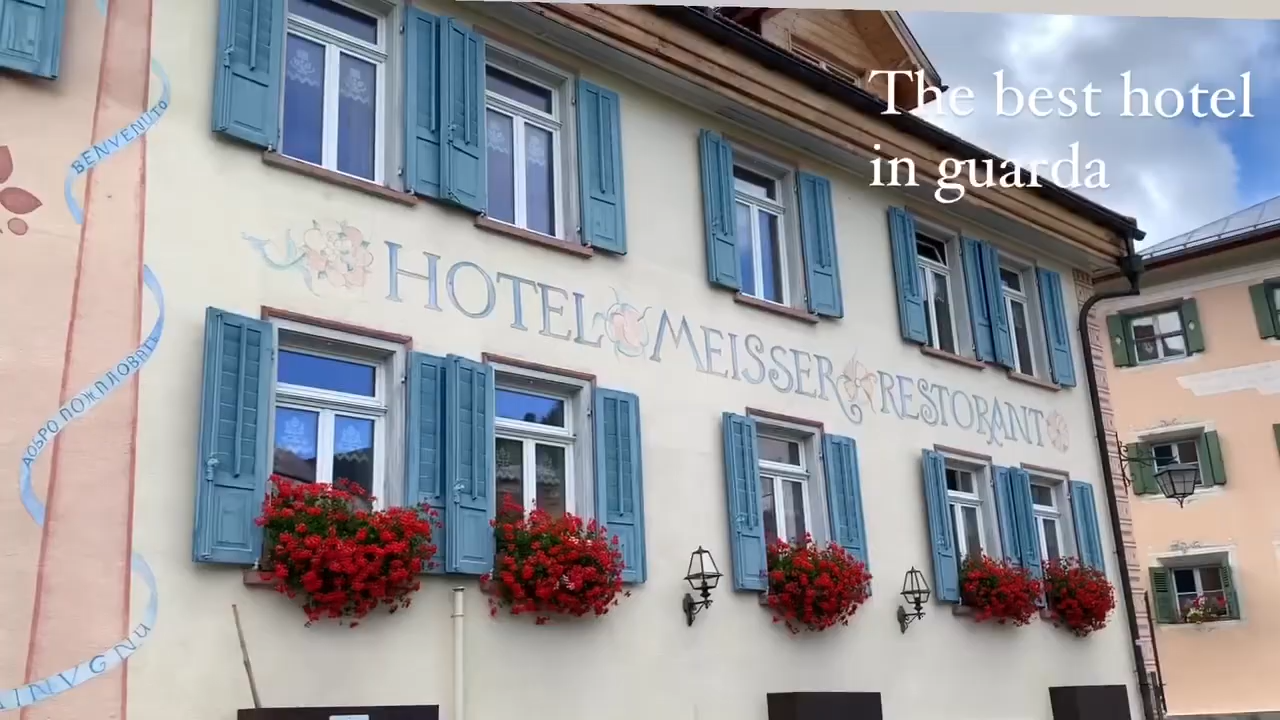 The best hotel
in guarda
BENVENUTO
HOTEL MEISSER RESTORANT
ДОБРО ПОЖАЛОВАТЬ